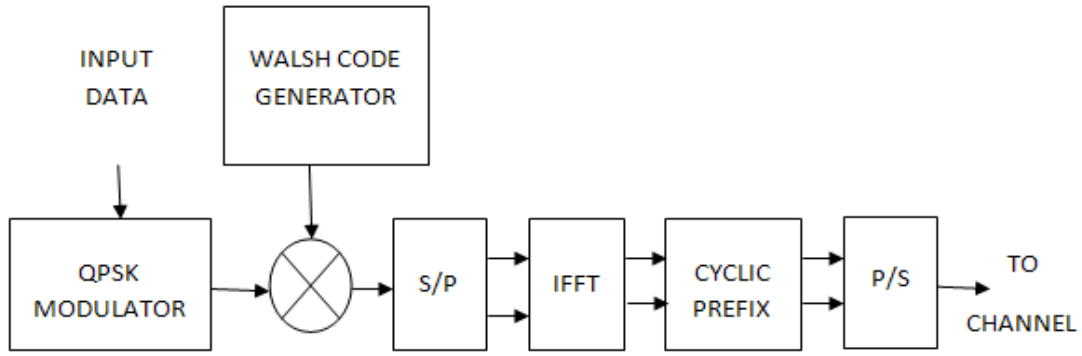 INPUT
DATA
WALSH CODE
GENERATOR
QPSK
MODULATOR
S/P
IFFT
CYCLIC
PREFIX
P/S
TO
CHANNEL